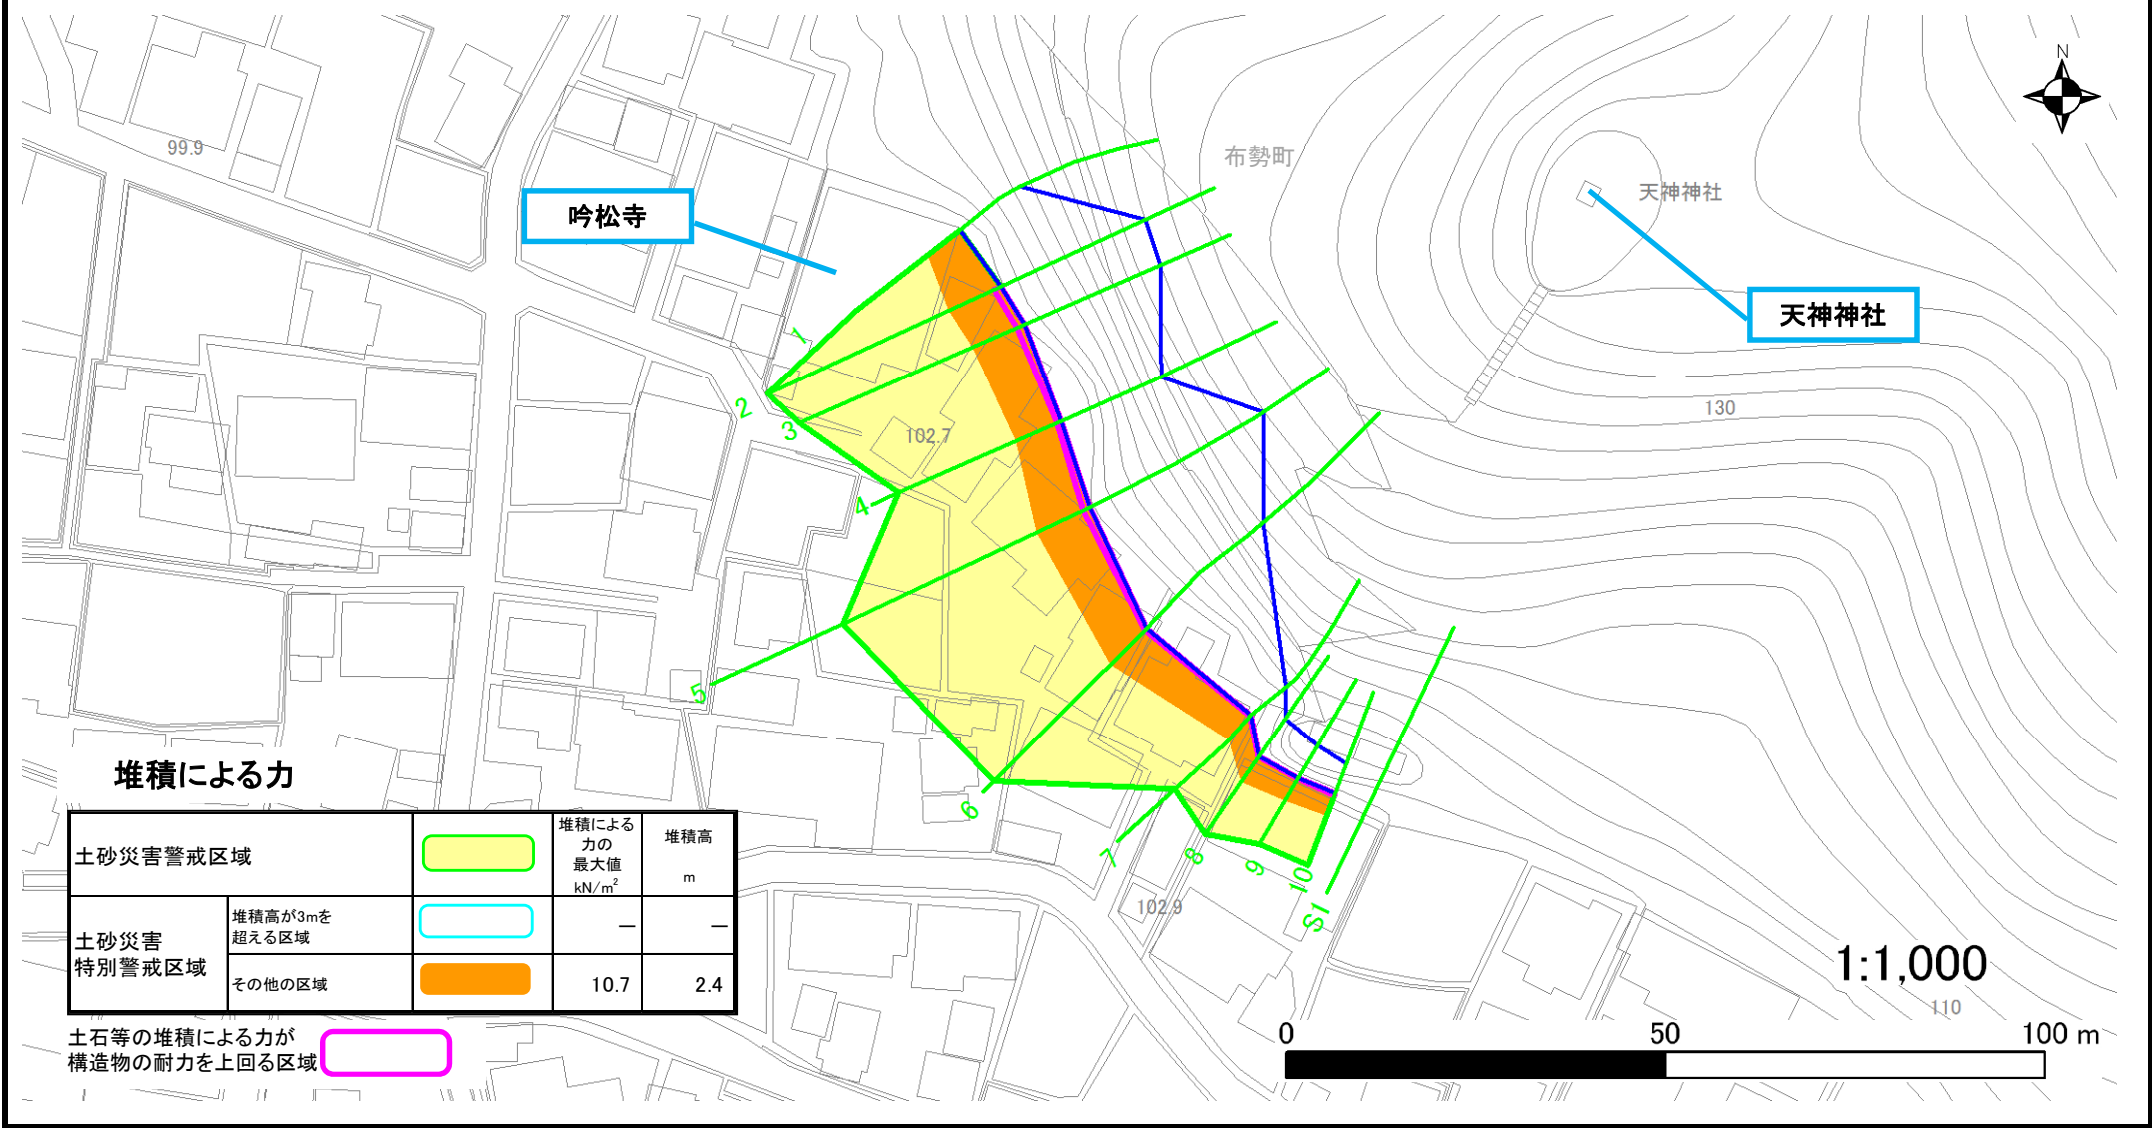 N
布勢町
99.9
天神神社
吟松寺
天神神社
1
2
3
102.7
130
4
5
6
7
8
9
10
S1
102.9
110
堆積による力
土砂災害警戒区域
堆積による
力の
最大値
kN/m²
堆積高
m
土砂災害
特別警戒区域
堆積高が3mを
超える区域
―
―
その他の区域
10.7
2.4
土石等の堆積による力が
構造物の耐力を上回る区域
1:1,000
0
50
100 m